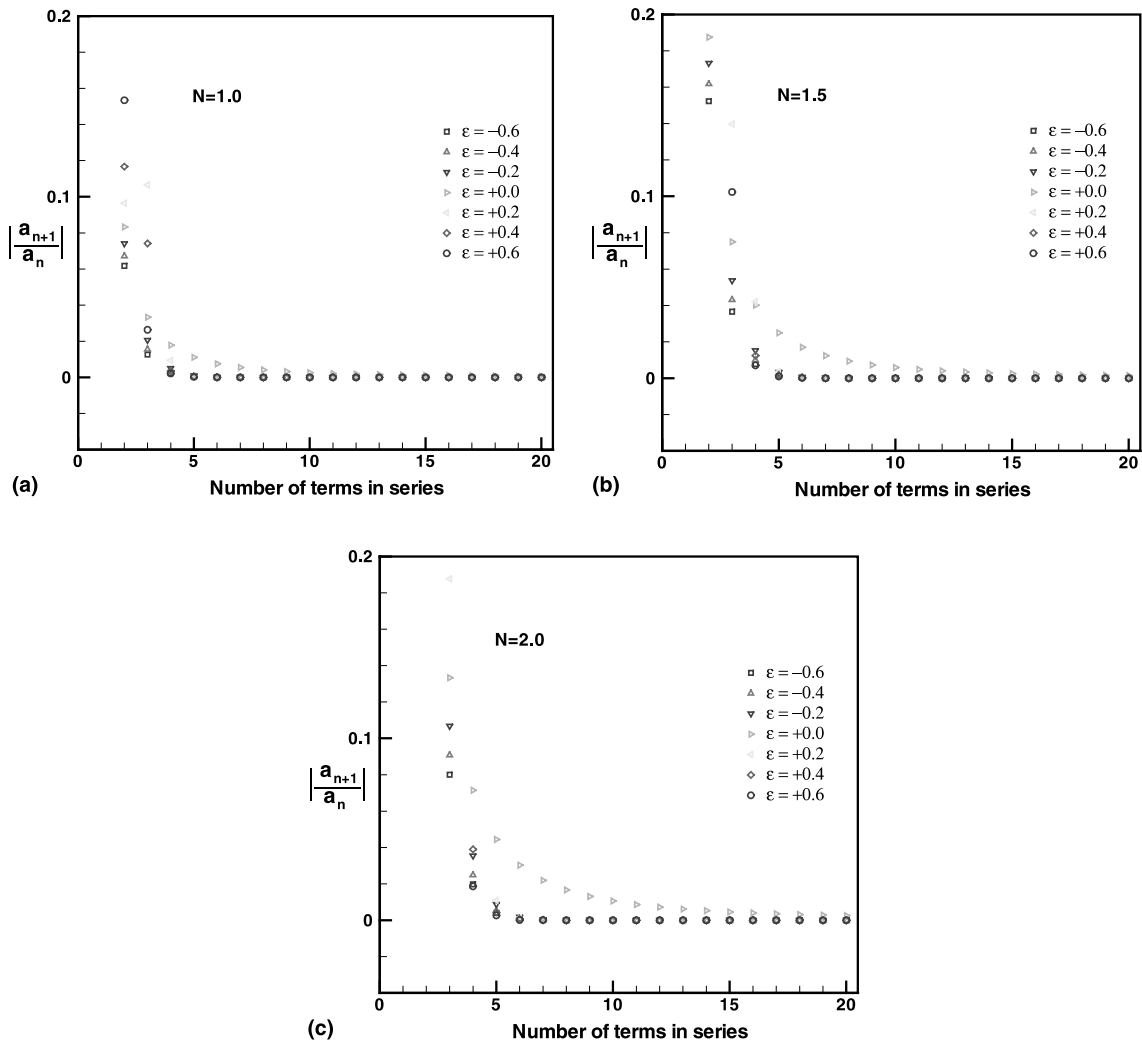 0.2
0.1
0
|a_{n+1}/a_n|
N=1.0
ε = −0.6
ε = −0.4
ε = −0.2
ε = +0.0
ε = +0.2
ε = +0.4
ε = +0.6
0 5 10 15 20
(a)
Number of terms in series
0.2
0.1
0
|a_{n+1}/a_n|
N=1.5
ε = −0.6
ε = −0.4
ε = −0.2
ε = +0.0
ε = +0.2
ε = +0.4
ε = +0.6
0 5 10 15 20
(b)
Number of terms in series
0.2
0.1
0
|a_{n+1}/a_n|
N=2.0
ε = −0.6
ε = −0.4
ε = −0.2
ε = +0.0
ε = +0.2
ε = +0.4
ε = +0.6
0 5 10 15 20
(c)
Number of terms in series